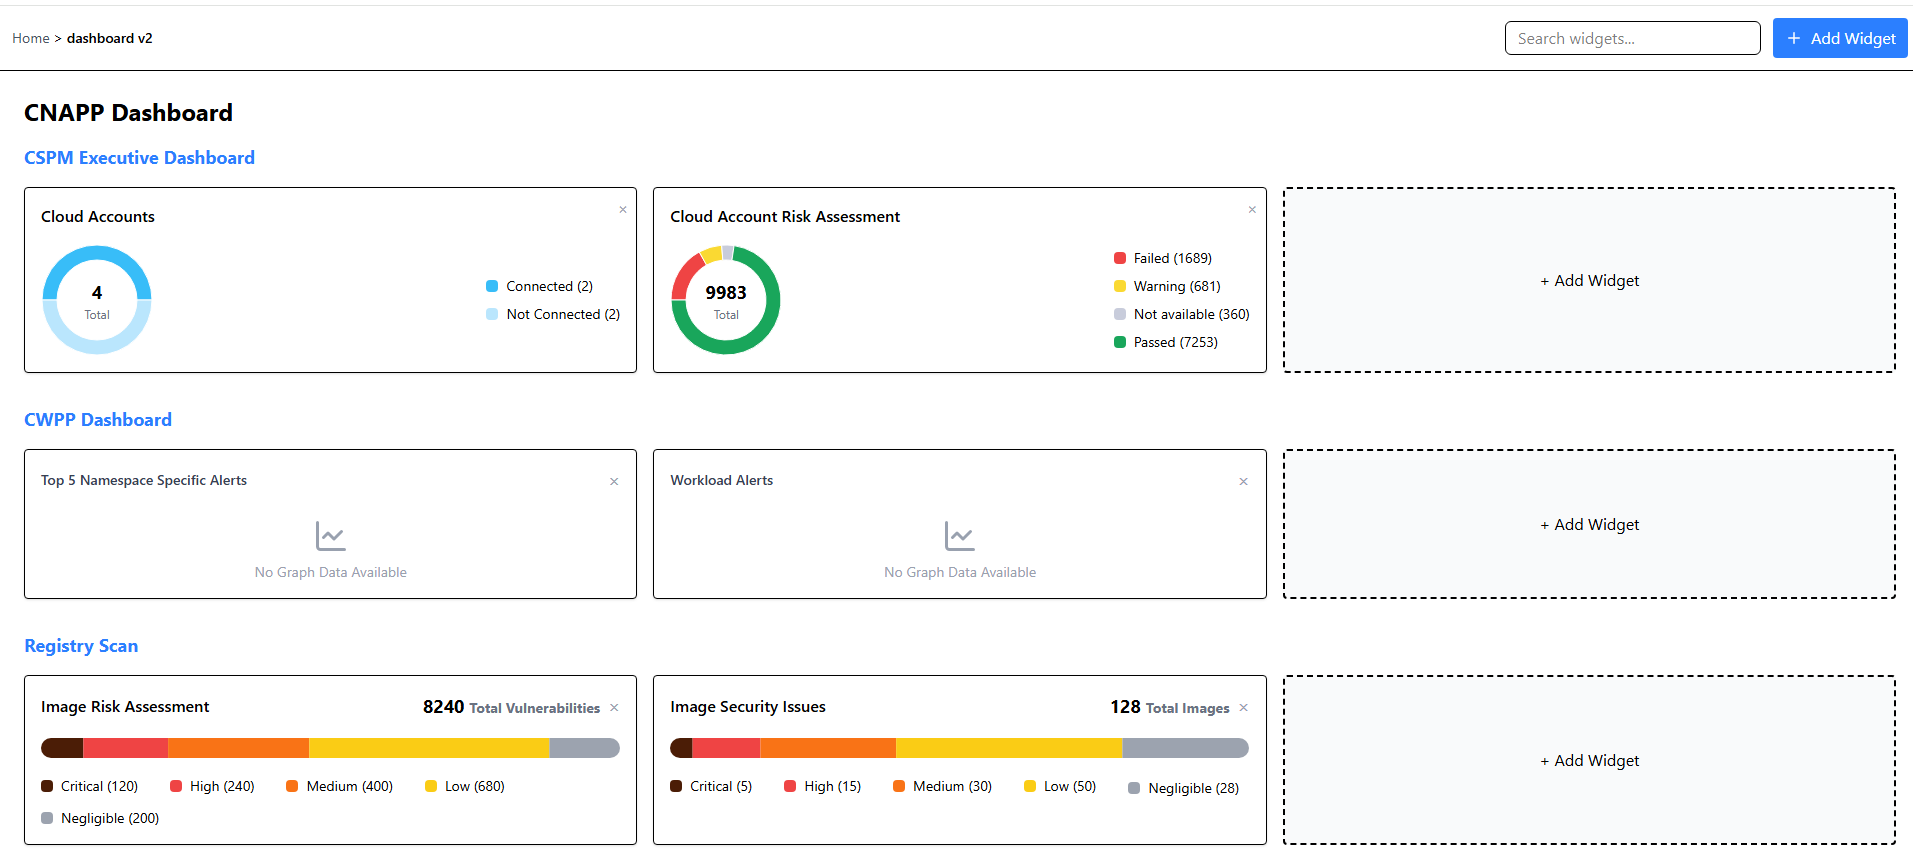 Home > dashboard v2
Search widgets...
+ Add Widget
CNAPP Dashboard
CSPM Executive Dashboard
Cloud Accounts ×
4
Total
Connected (2)
Not Connected (2)
Cloud Account Risk Assessment ×
9983
Total
Failed (1689)
Warning (681)
Not available (360)
Passed (7253)
+ Add Widget
CWPP Dashboard
Top 5 Namespace Specific Alerts ×
No Graph Data Available
Workload Alerts ×
No Graph Data Available
+ Add Widget
Registry Scan
Image Risk Assessment 8240 Total Vulnerabilities ×
Critical (120) High (240) Medium (400) Low (680)
Negligible (200)
Image Security Issues 128 Total Images ×
Critical (5) High (15) Medium (30) Low (50) Negligible (28)
+ Add Widget